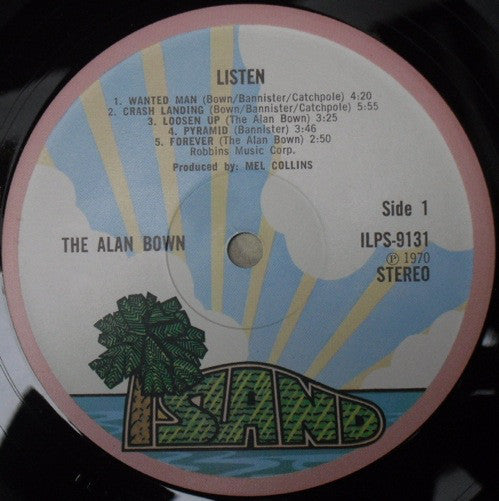 LISTEN
1. WANTED MAN (Bown/Bannister/Catchpole) 4:20
2. CRASH LANDING (Bown/Bannister/Catchpole) 5:55
3. LOOSEN UP (The Alan Bown) 3:25
4. PYRAMID (Bannister) 3:46
5. FOREVER (The Alan Bown) 2:50
Robbins Music Corp.
Produced by: MEL COLLINS
Side 1
THE ALAN BOWN
ILPS-9131
Ⓟ 1970
STEREO
ISLAND